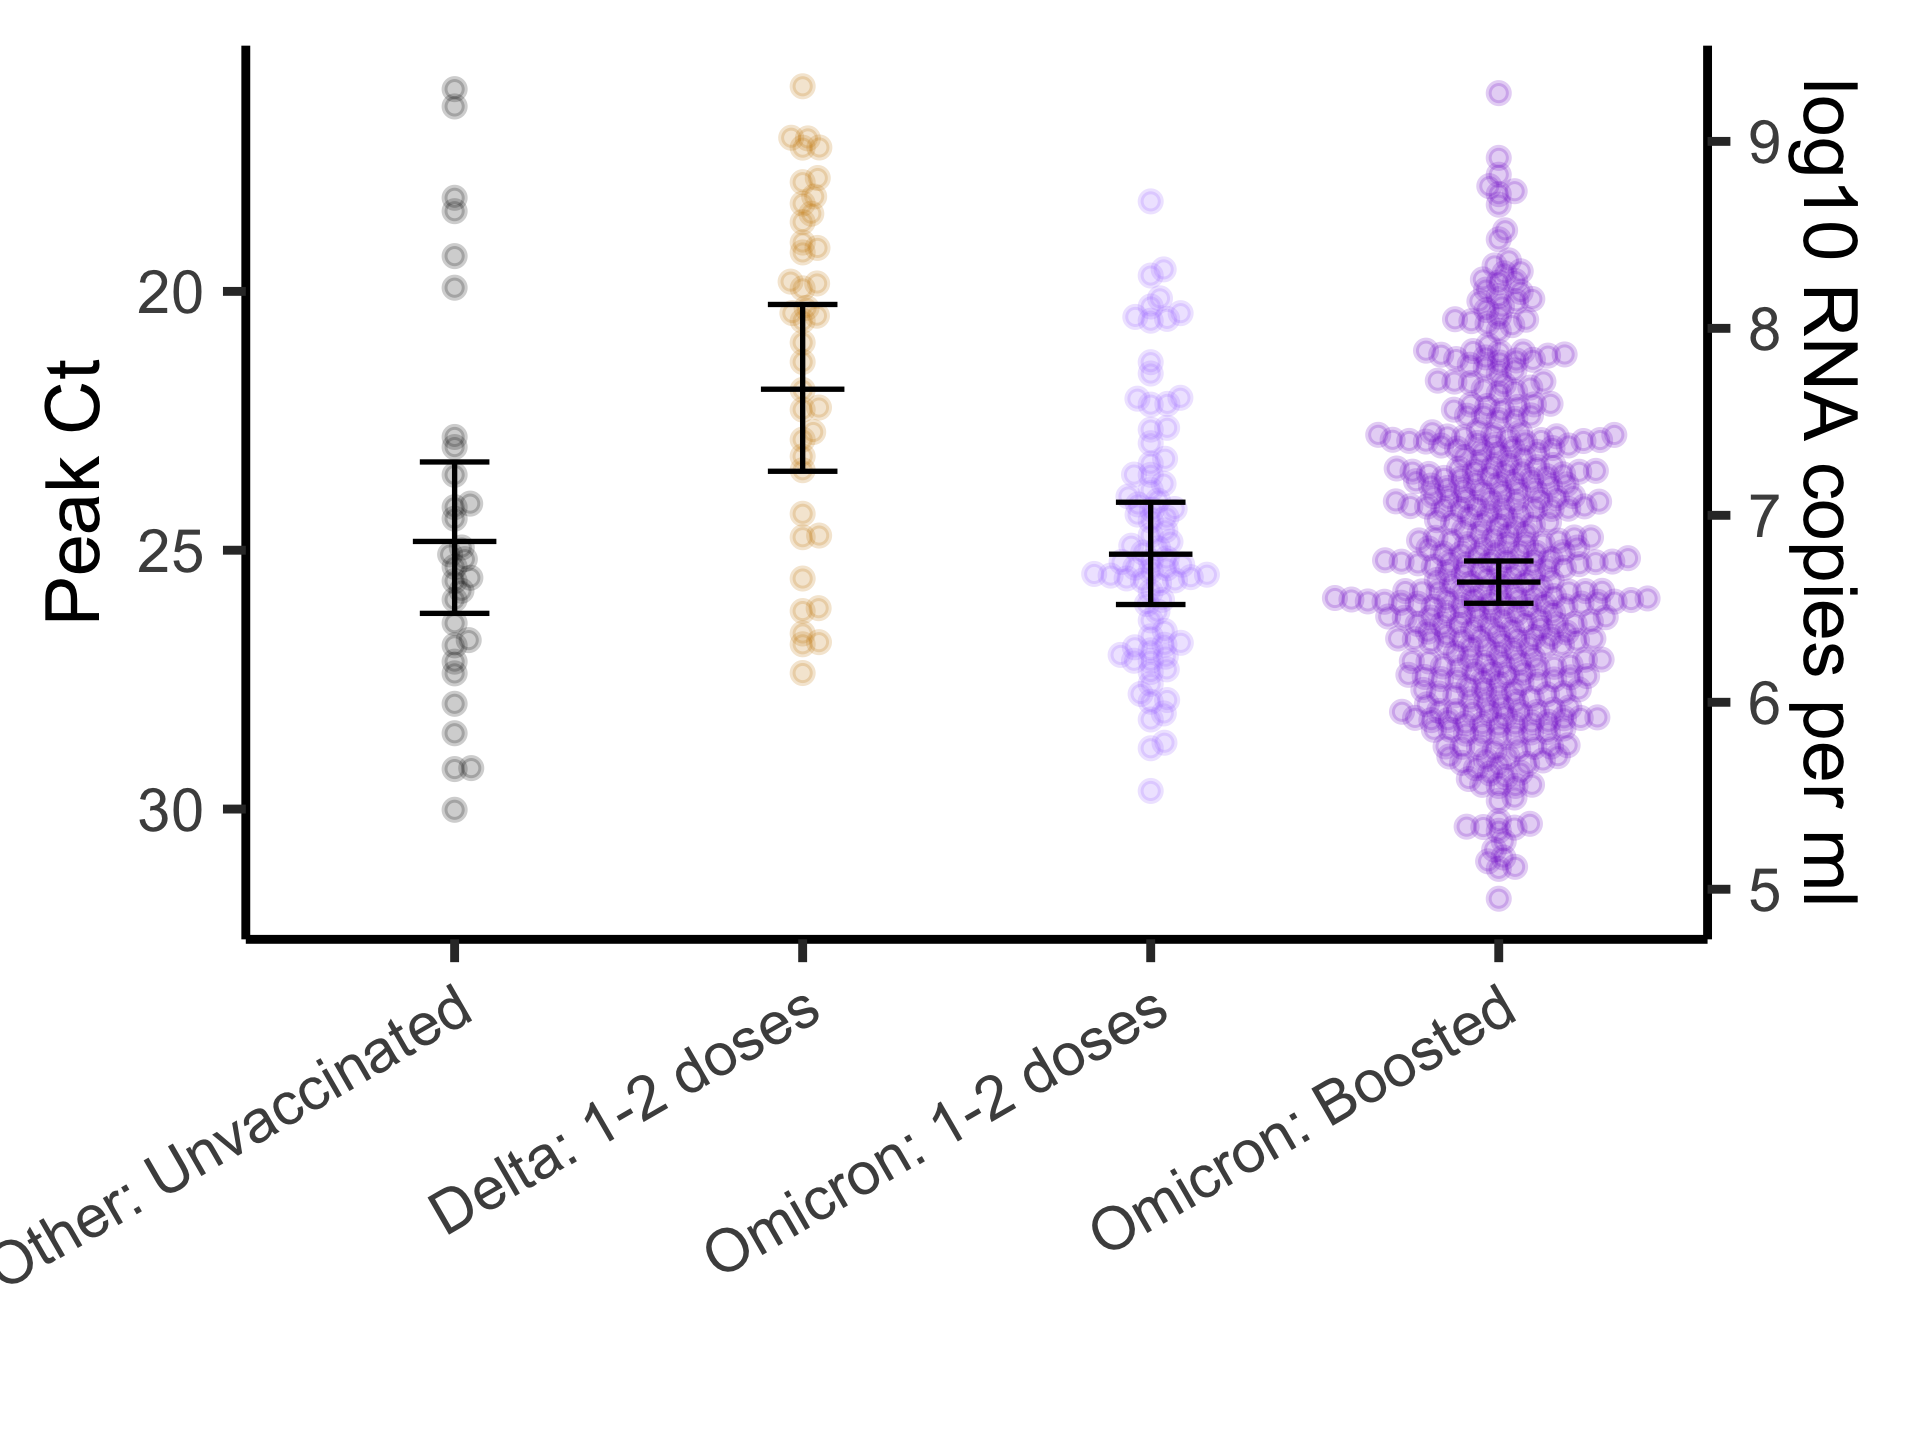 Peak Ct
20
25
30
log10 RNA copies per ml
9
8
7
6
5
Other: Unvaccinated
Delta: 1-2 doses
Omicron: 1-2 doses
Omicron: Boosted